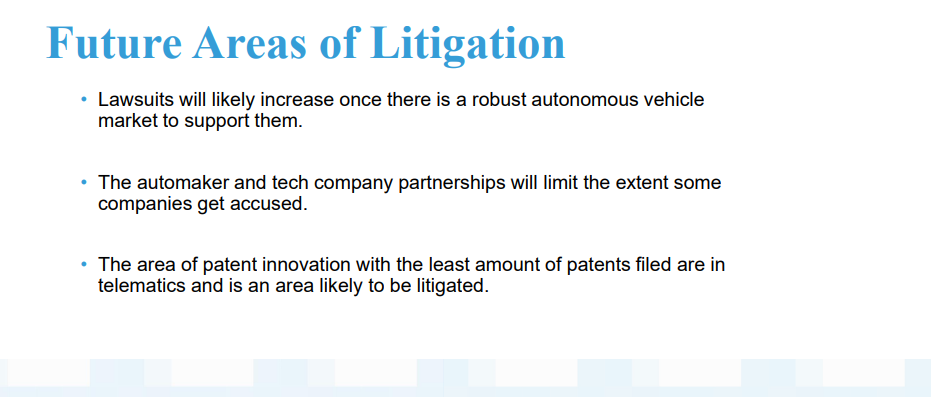 Future Areas of Litigation
• Lawsuits will likely increase once there is a robust autonomous vehicle
market to support them.
• The automaker and tech company partnerships will limit the extent some
companies get accused.
• The area of patent innovation with the least amount of patents filed are in
telematics and is an area likely to be litigated.